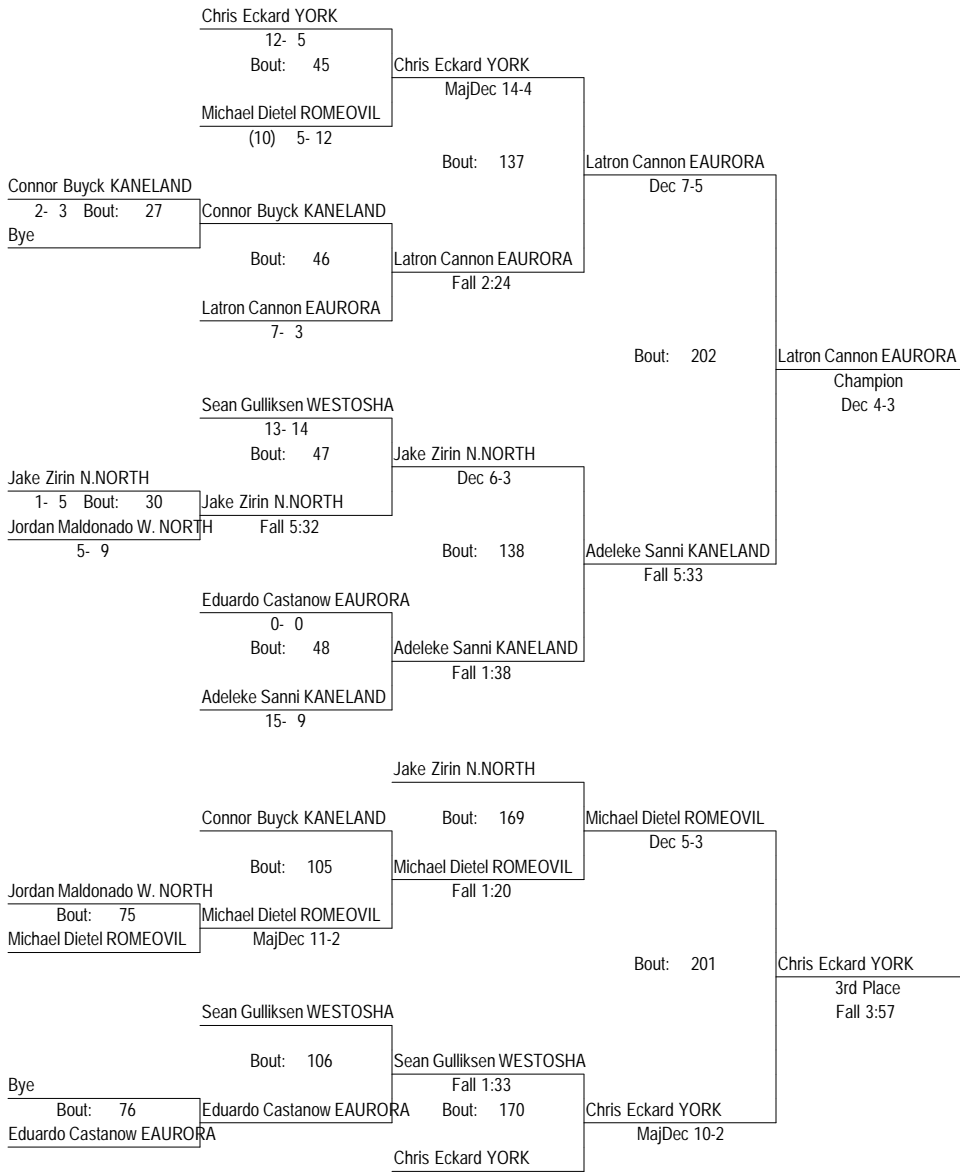 Chris Eckard YORK
12- 5
Bout: 45
Chris Eckard YORK
MajDec 14-4
Michael Dietel ROMEOVIL
(10) 5- 12
Bout: 137
Latron Cannon EAURORA
Dec 7-5
Connor Buyck KANELAND
2- 3 Bout: 27
Connor Buyck KANELAND
Bye
Bout: 46
Latron Cannon EAURORA
Fall 2:24
Latron Cannon EAURORA
7- 3
Bout: 202
Latron Cannon EAURORA
Champion
Dec 4-3
Sean Gulliksen WESTOSHA
13- 14
Bout: 47
Jake Zirin N.NORTH
Dec 6-3
Jake Zirin N.NORTH
1- 5 Bout: 30
Jake Zirin N.NORTH
Jordan Maldonado W. NORTH
Fall 5:32
5- 9
Bout: 138
Adeleke Sanni KANELAND
Fall 5:33
Eduardo Castanow EAURORA
0- 0
Bout: 48
Adeleke Sanni KANELAND
Fall 1:38
Adeleke Sanni KANELAND
15- 9
Jake Zirin N.NORTH
Connor Buyck KANELAND
Bout: 169
Michael Dietel ROMEOVIL
Dec 5-3
Bout: 105
Michael Dietel ROMEOVIL
Fall 1:20
Jordan Maldonado W. NORTH
Bout: 75
Michael Dietel ROMEOVIL
Michael Dietel ROMEOVIL
MajDec 11-2
Bout: 201
Chris Eckard YORK
3rd Place
Fall 3:57
Sean Gulliksen WESTOSHA
Bout: 106
Sean Gulliksen WESTOSHA
Fall 1:33
Bye
Bout: 76
Eduardo Castanow EAURORA
Bout: 170
Chris Eckard YORK
MajDec 10-2
Eduardo Castanow EAURORA
Chris Eckard YORK